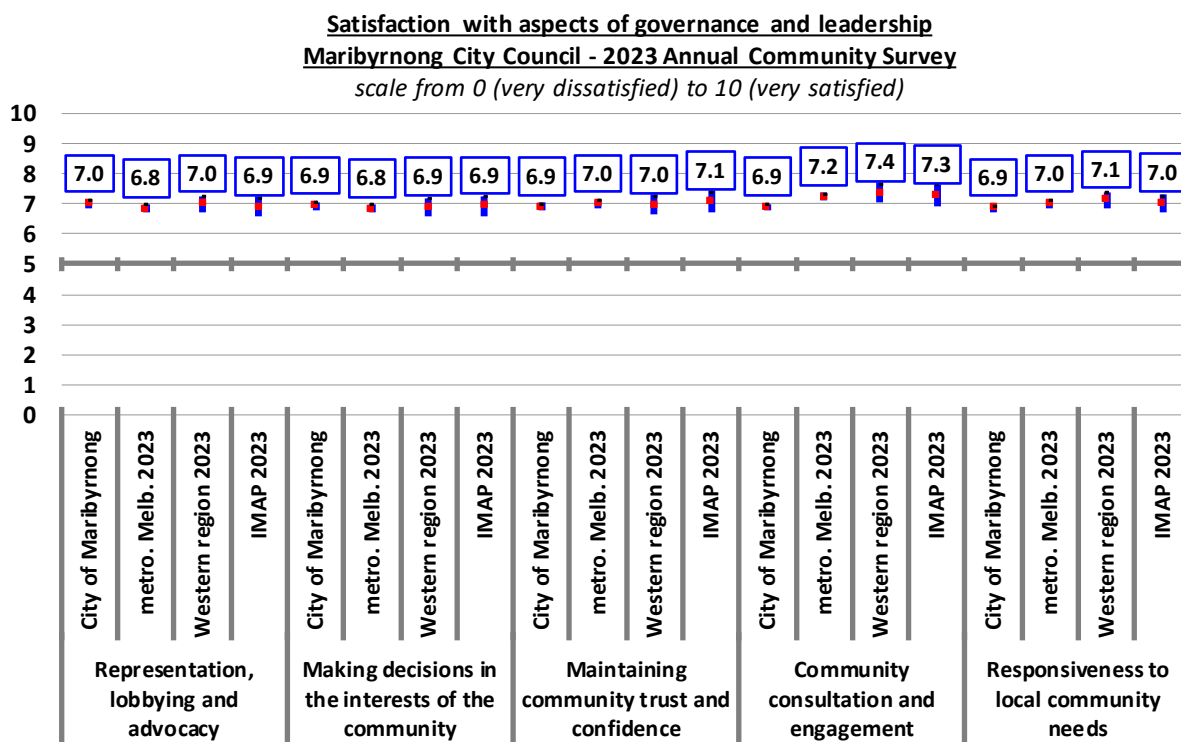 Satisfaction with aspects of governance and leadership
Maribyrnong City Council - 2023 Annual Community Survey
scale from 0 (very dissatisfied) to 10 (very satisfied)
10
9
8
7
6
5
4
3
2
1
0
7.0
6.8
7.0
6.9
6.9
6.8
6.9
6.9
6.9
7.0
7.0
7.1
6.9
7.2
7.4
7.3
6.9
7.0
7.1
7.0
City of Maribyrnong
metro. Melb. 2023
Western region 2023
IMAP 2023
City of Maribyrnong
metro. Melb. 2023
Western region 2023
IMAP 2023
City of Maribyrnong
metro. Melb. 2023
Western region 2023
IMAP 2023
City of Maribyrnong
metro. Melb. 2023
Western region 2023
IMAP 2023
City of Maribyrnong
metro. Melb. 2023
Western region 2023
IMAP 2023
Representation,
lobbying and
advocacy
Making decisions in
the interests of the
community
Maintaining
community trust and
confidence
Community
consultation and
engagement
Responsiveness to
local community
needs